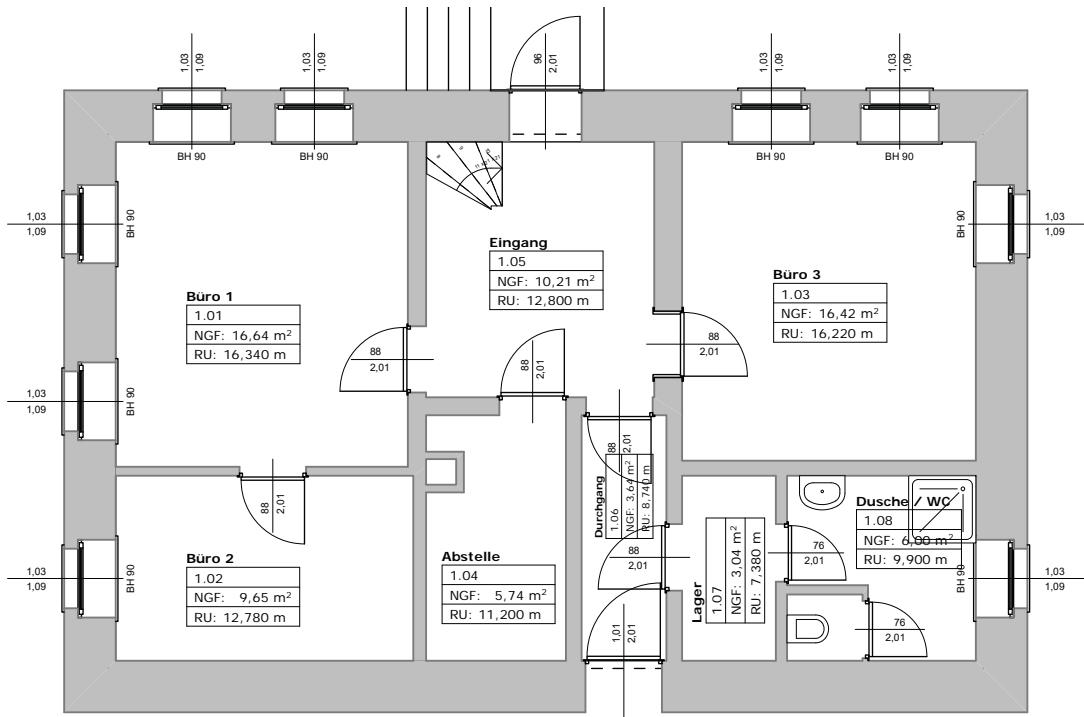 1,03
1,09
1,03
1,09
96
2,01
1,03
1,09
1,03
1,09
BH 90
BH 90
BH 90
BH 90
1,03
1,09
BH 90
BH 90
1,03
1,09
Eingang
1.05
NGF: 10,21 m²
RU: 12,800 m
Büro 1
1.01
NGF: 16,64 m²
RU: 16,340 m
Büro 3
1.03
NGF: 16,42 m²
RU: 16,220 m
88
2,01
88
2,01
88
2,01
1,03
1,09
BH 90
88
2,01
Durchgang
1.06
NGF: 3,64 m²
RU: 8,740 m
88
2,01
Büro 2
1.02
NGF: 9,65 m²
RU: 12,780 m
Abstelle
1.04
NGF: 5,74 m²
RU: 11,200 m
88
2,01
Lager
1.07
NGF: 3,04 m²
RU: 7,380 m
Dusche / WC
1.08
NGF: 6,00 m²
RU: 9,900 m
76
2,01
1,03
1,09
BH 90
BH 90
1,03
1,09
1,01
2,01
76
2,01